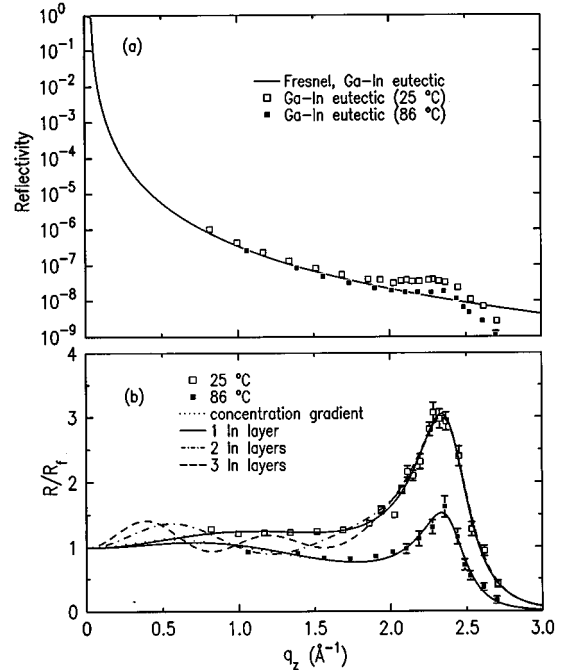 10^0
10^-1
10^-2
10^-3
10^-4
10^-5
10^-6
10^-7
10^-8
10^-9
Reflectivity
(a)
Fresnel, Ga-In eutectic
Ga-In eutectic (25 °C)
Ga-In eutectic (86 °C)
4
3
2
1
0
R/R_f
(b)
25 °C
86 °C
concentration gradient
1 In layer
2 In layers
3 In layers
0 0.5 1.0 1.5 2.0 2.5 3.0
q_z (Å^-1)